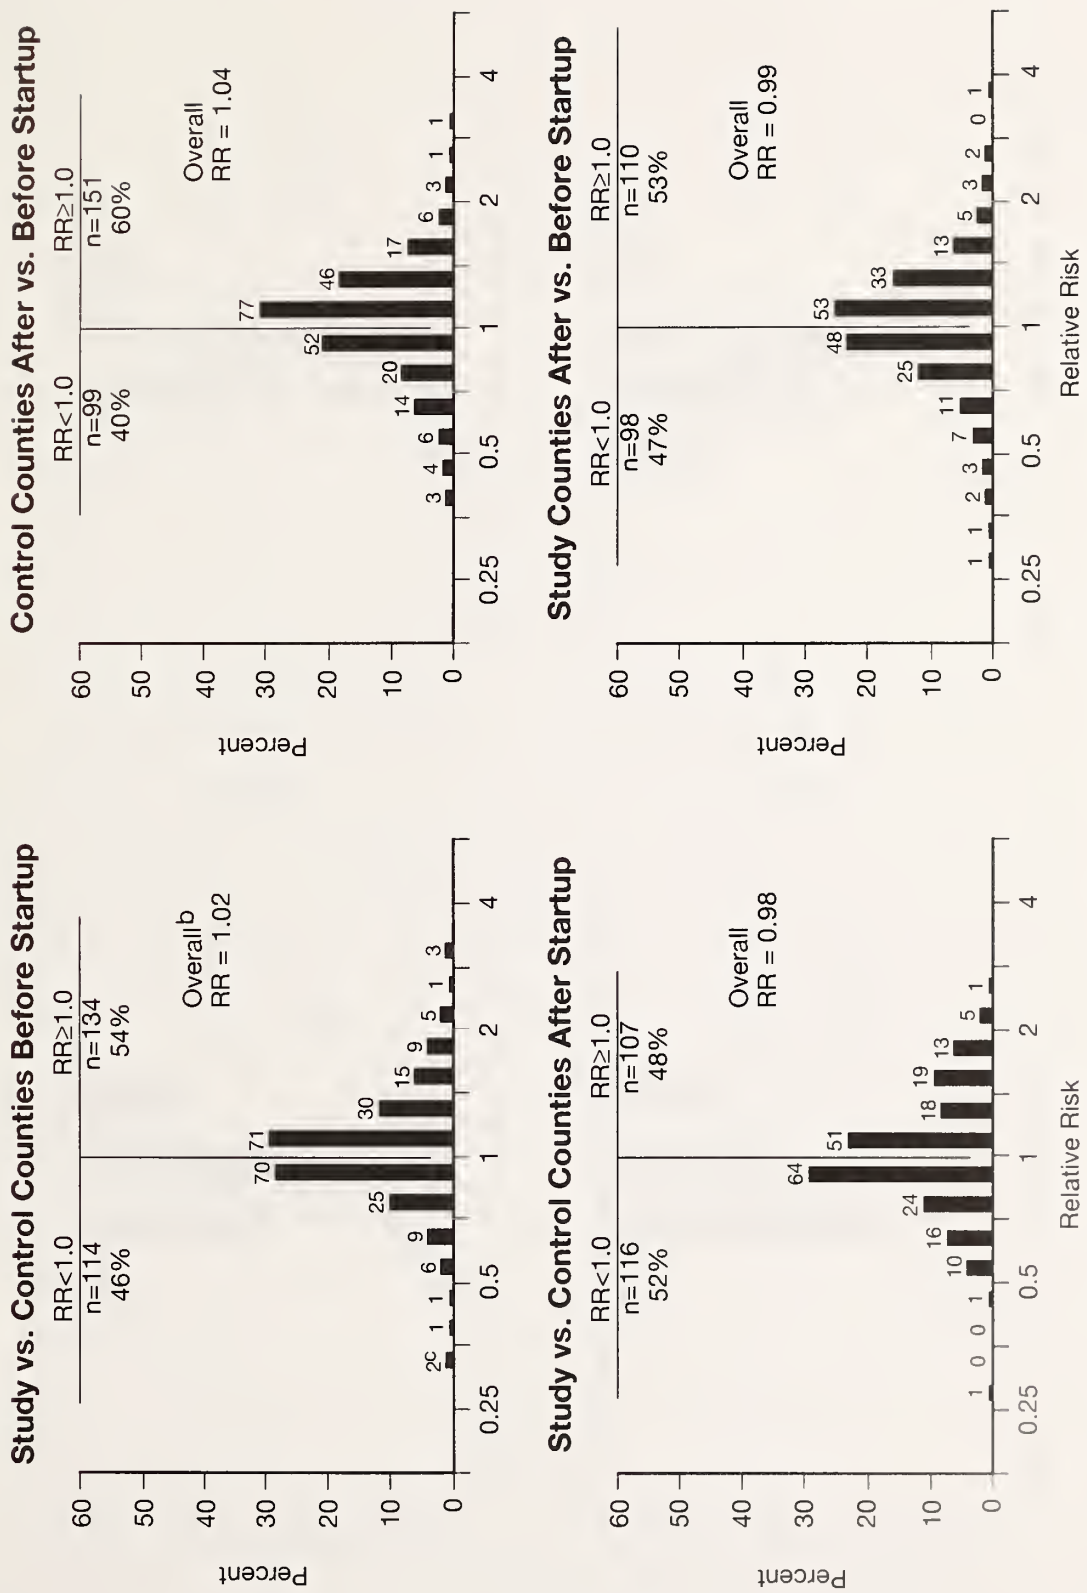 Study vs. Control Counties Before Startup
RR<1.0
n=114
46%
RR≥1.0
n=134
54%
Overallb
RR = 1.02
Percent
60
50
40
30
20
10
0
2c 1 1 6 9 25 70 71 30 15 9 5 1 3
0.25 0.5 1 2 4
Control Counties After vs. Before Startup
RR<1.0
n=99
40%
RR≥1.0
n=151
60%
Overall
RR = 1.04
Percent
60
50
40
30
20
10
0
3 4 6 14 20 52 77 46 17 6 3 1 1
0.25 0.5 1 2 4
Study vs. Control Counties After Startup
RR<1.0
n=116
52%
RR≥1.0
n=107
48%
Overall
RR = 0.98
Percent
60
50
40
30
20
10
0
1 0 0 1 10 16 24 64 51 18 19 13 5 1
0.25 0.5 1 2 4
Relative Risk
Study Counties After vs. Before Startup
RR<1.0
n=98
47%
RR≥1.0
n=110
53%
Overall
RR = 0.99
Percent
60
50
40
30
20
10
0
1 1 2 3 7 11 25 48 53 33 13 5 3 2 0 1
0.25 0.5 1 2 4
Relative Risk